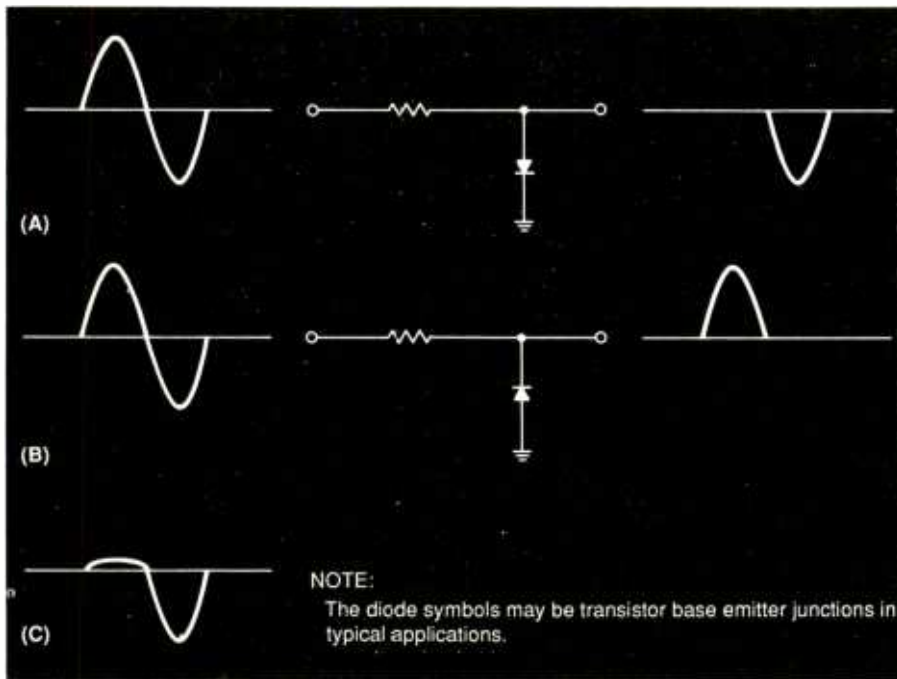 (A)
(B)
(C)
NOTE:
The diode symbols may be transistor base emitter junctions in
typical applications.